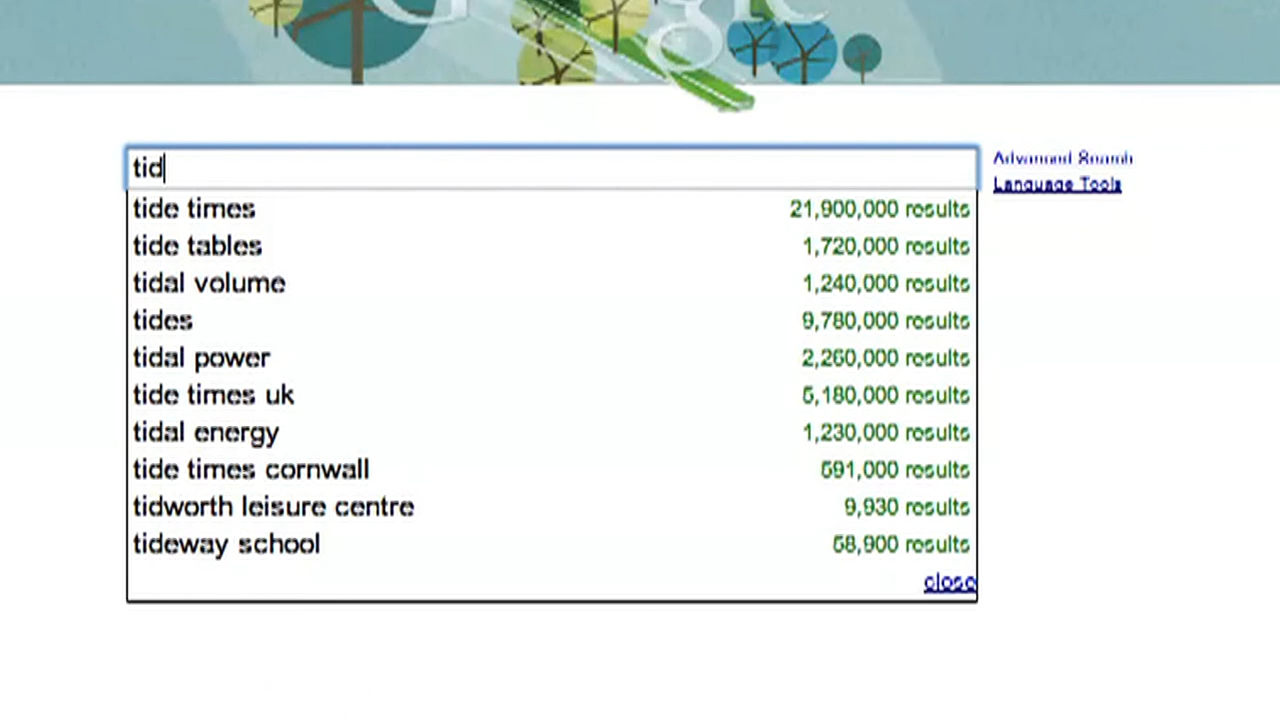 Google
tid
Advanced Search
Language Tools
tide times 21,900,000 results
tide tables 1,720,000 results
tidal volume 1,240,000 results
tides 9,780,000 results
tidal power 2,260,000 results
tide times uk 5,180,000 results
tidal energy 1,230,000 results
tide times cornwall 591,000 results
tidworth leisure centre 9,930 results
tideway school 58,900 results
close